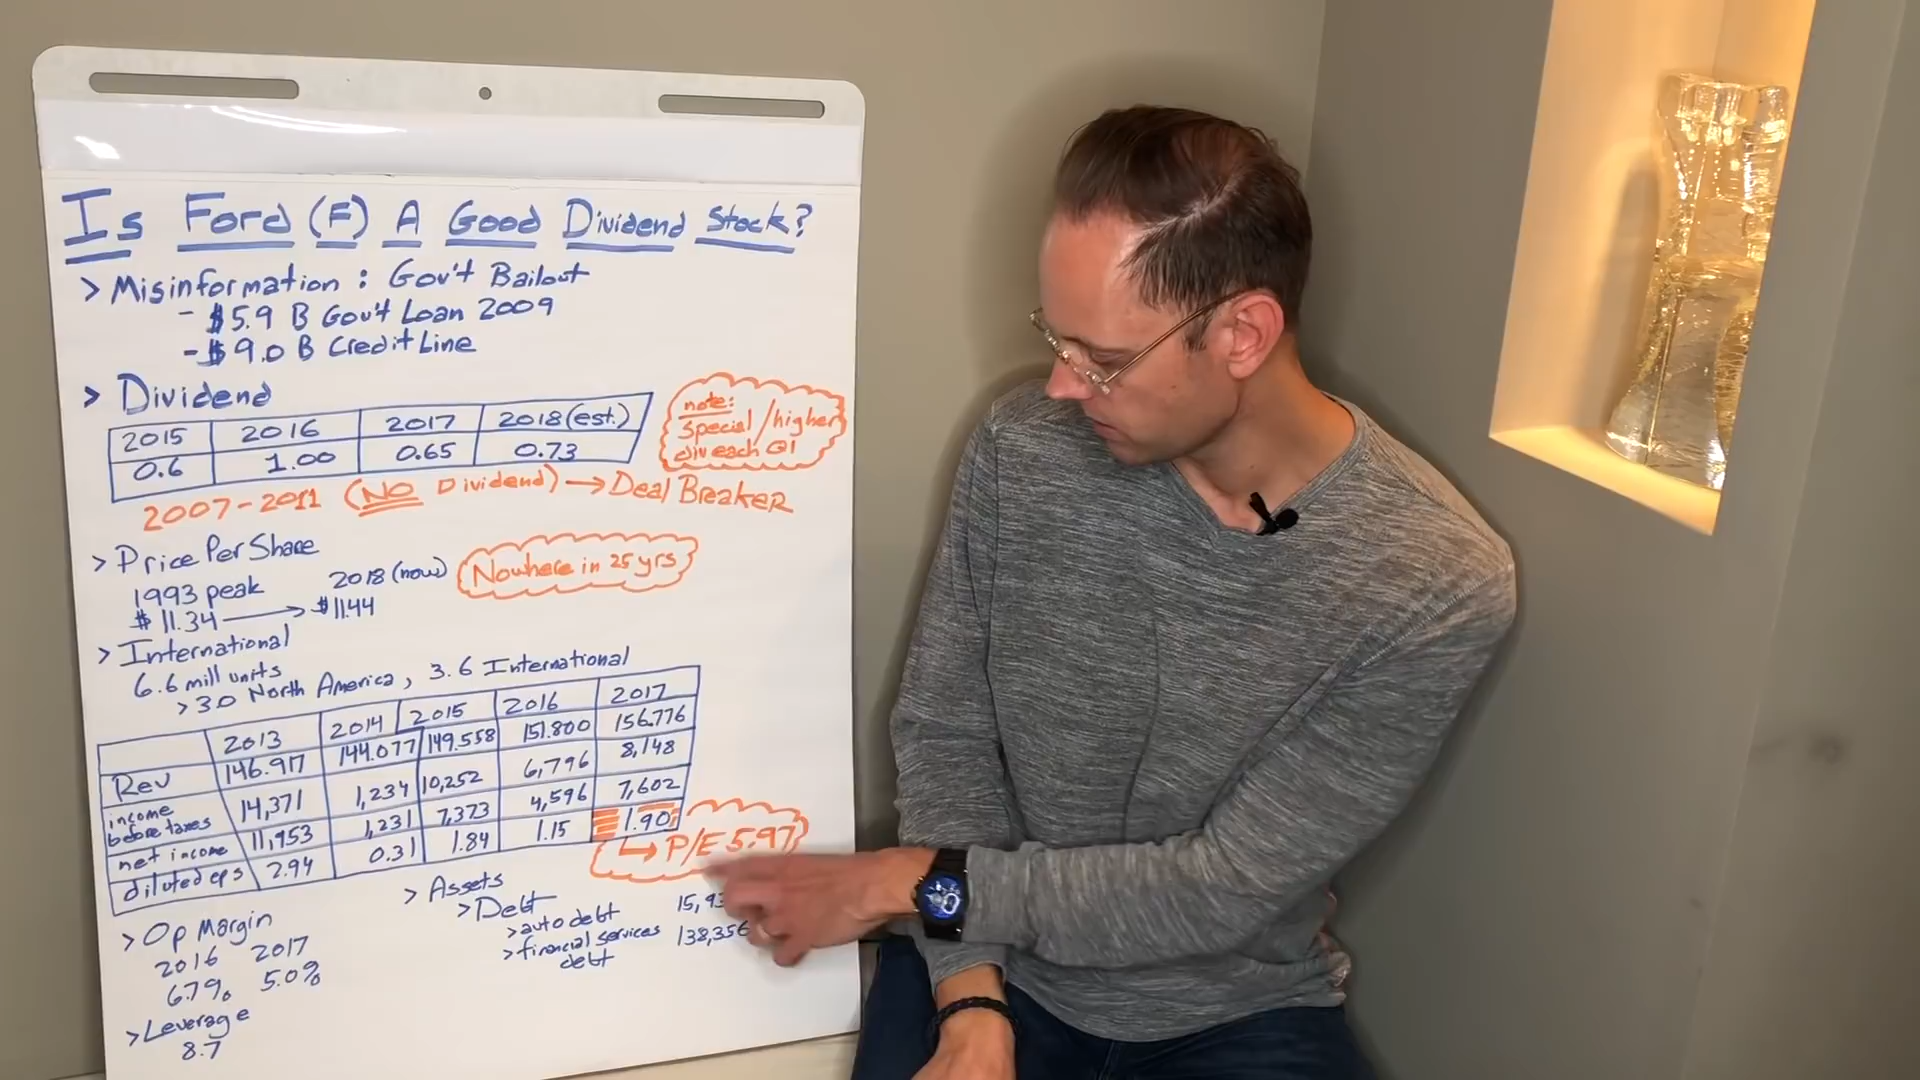 Is Ford (F) A Good Dividend Stock?
> Misinformation : Gov't Bailout
- $5.9 B Gov't Loan 2009
- $9.0 B Credit Line
> Dividend
2015 2016 2017 2018 (est.)
0.6 1.00 0.65 0.73
note:
special/higher
div each Q1
2007-2011 (NO Dividend) → Deal Breaker
> Price Per Share
1993 peak 2018 (now)
$11.34 → $11.44
Nowhere in 25 yrs
> International
6.6 mill units
> 3.0 North America, 3.6 International
2013 2014 2015 2016 2017
Rev 146.917 144.077 149.558 151.800 156.776
income before taxes 14,371 1,234 10,252 6,796 8,148
net income 11,953 1,231 7,373 4,596 7,602
diluted eps 2.94 0.31 1.84 1.15 1.90
↳ P/E 5.97
> Op Margin
2016 2017
6.7% 5.0%
> Leverage
8.7
> Assets
> Debt
> auto debt
> financial services 138,356
debt